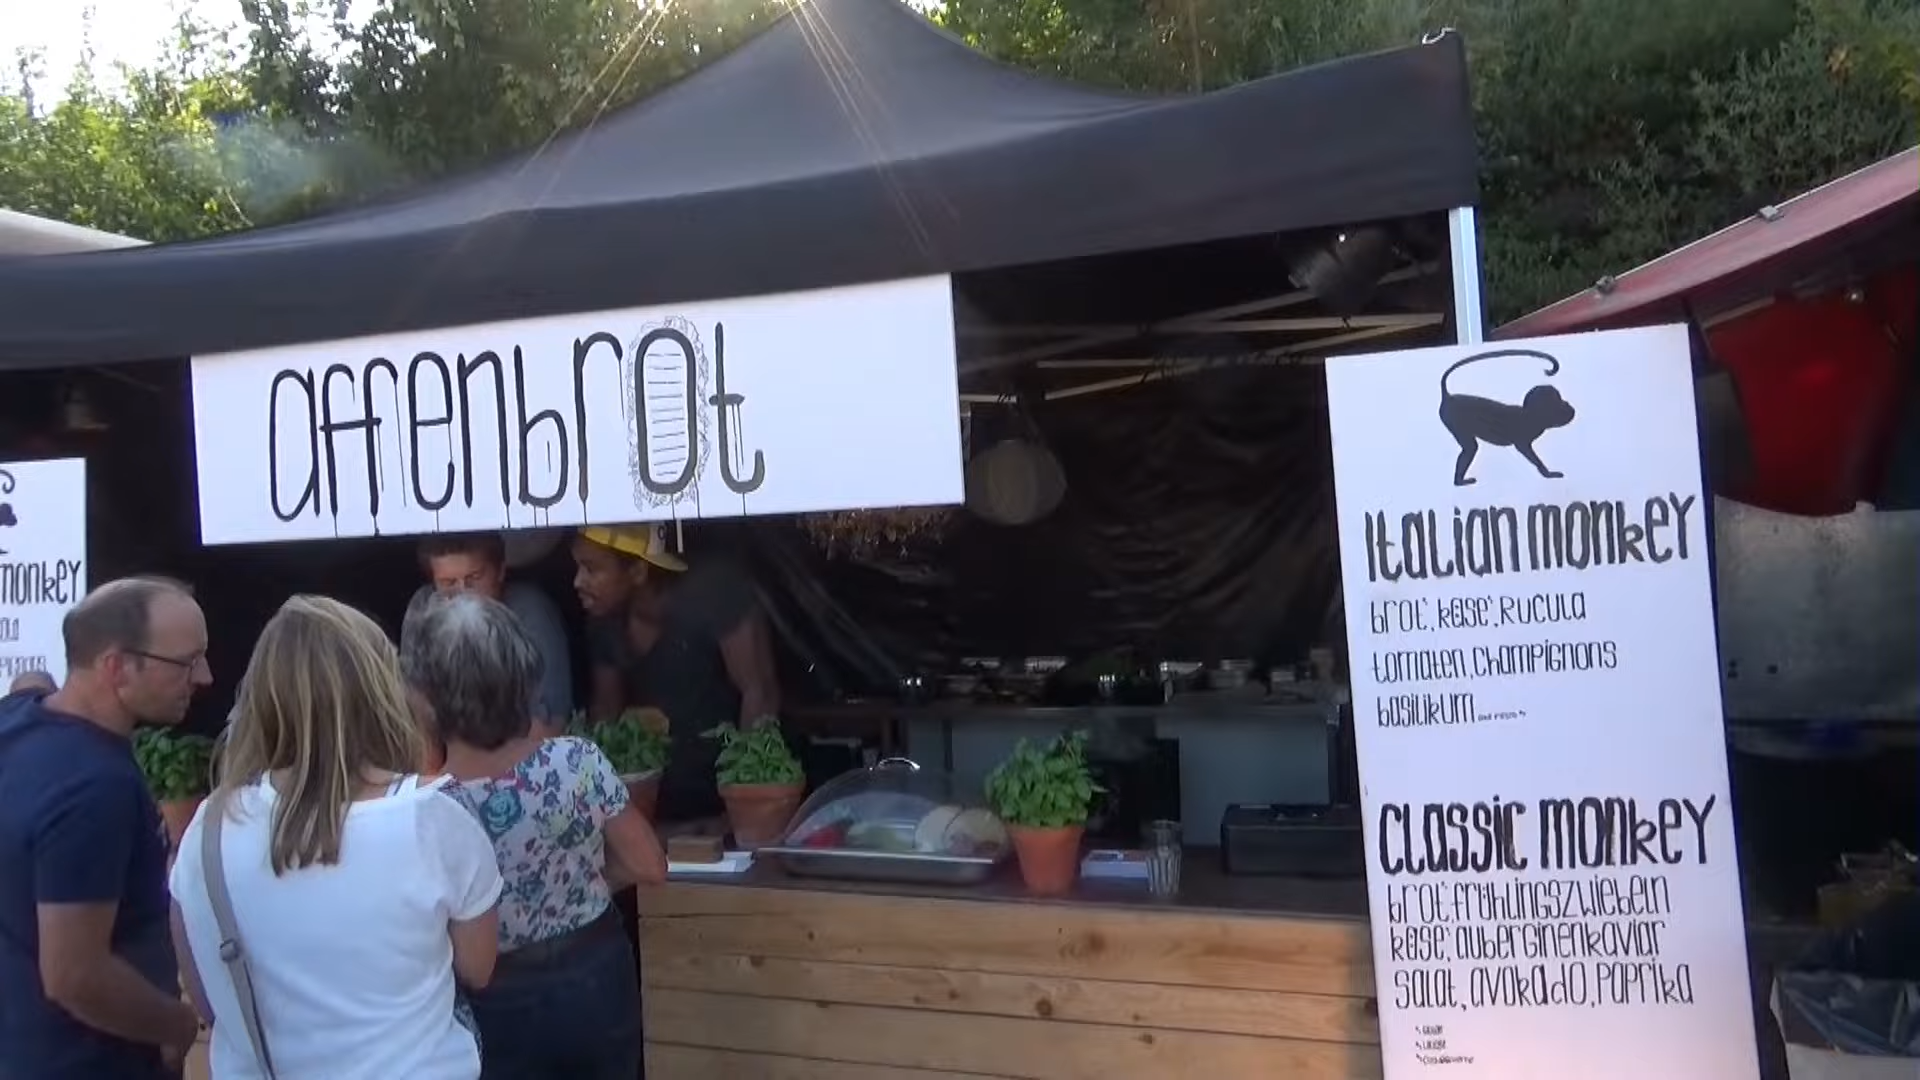 affenbrot
monkey
Italian monkey
brot, käse, Rucula
tomaten, Champignons
basilikum
Classic monkey
brot, frühlingszwiebeln
käse, auberginenkaviar
salat, avokado, Paprika